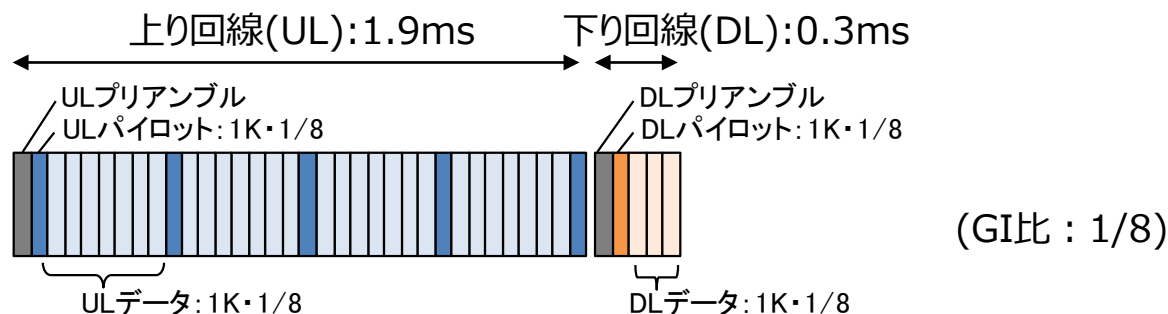 上り回線(UL):1.9ms 下り回線(DL):0.3ms
ULプリアンブル DLプリアンブル
ULパイロット:1K・1/8 DLパイロット:1K・1/8
(GI比:1/8)
ULデータ:1K・1/8 DLデータ:1K・1/8